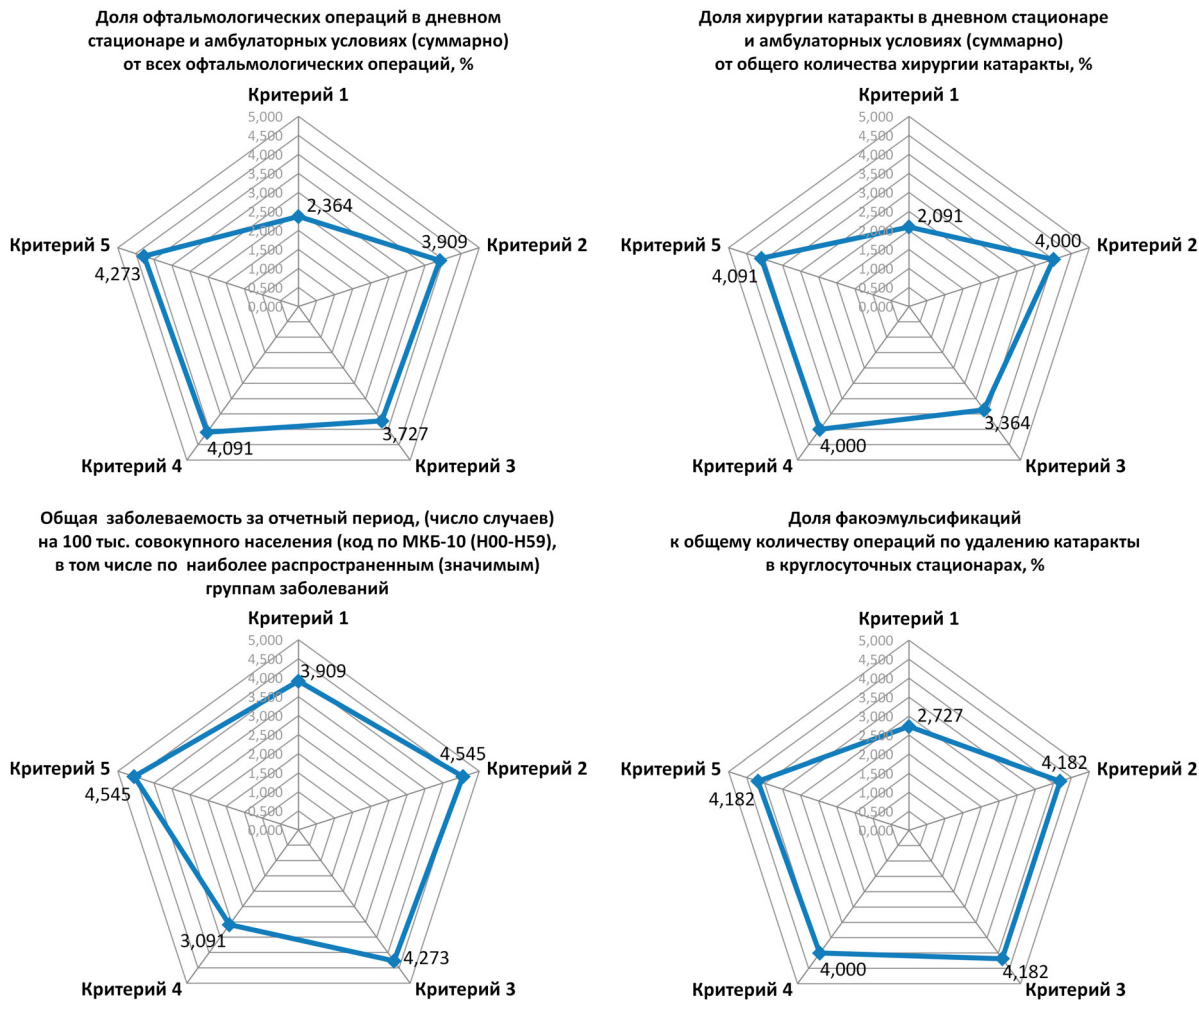 Доля офтальмологических операций в дневном
стационаре и амбулаторных условиях (суммарно)
от всех офтальмологических операций, %
Критерий 1
5,000
4,500
4,000
3,500
3,000
2,500
2,000
1,500
1,000
0,500
0,000
2,364
3,909
Критерий 2
Критерий 5
4,273
4,091
3,727
Критерий 4
Критерий 3
Доля хирургии катаракты в дневном стационаре
и амбулаторных условиях (суммарно)
от общего количества хирургии катаракты, %
Критерий 1
5,000
4,500
4,000
3,500
3,000
2,500
2,000
1,500
1,000
0,500
0,000
2,091
4,000
Критерий 2
Критерий 5
4,091
3,364
4,000
Критерий 4
Критерий 3
Общая заболеваемость за отчетный период, (число случаев)
на 100 тыс. совокупного населения (код по МКБ-10 (Н00-Н59),
в том числе по наиболее распространенным (значимым)
группам заболеваний
Критерий 1
5,000
4,500
4,000
3,500
3,000
2,500
2,000
1,500
1,000
0,500
0,000
3,909
4,545
Критерий 2
Критерий 5
4,545
3,091
4,273
Критерий 4
Критерий 3
Доля факоэмульсификаций
к общему количеству операций по удалению катаракты
в круглосуточных стационарах, %
Критерий 1
5,000
4,500
4,000
3,500
3,000
2,500
2,000
1,500
1,000
0,500
0,000
2,727
4,182
Критерий 2
Критерий 5
4,182
4,000
4,182
Критерий 4
Критерий 3